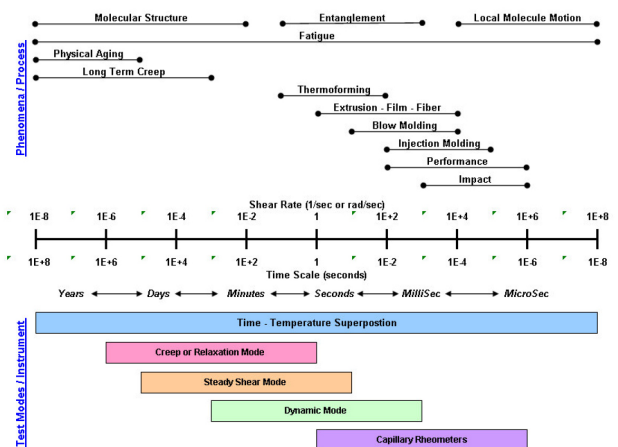 Molecular Structure Entanglement Local Molecule Motion
Fatigue
Physical Aging
Long Term Creep
Thermoforming
Extrusion - Film - Fiber
Blow Molding
Injection Molding
Performance
Impact
Phenomena / Process
Shear Rate (1/sec or rad/sec)
1E-8 1E-6 1E-4 1E-2 1 1E+2 1E+4 1E+6 1E+8
1E+8 1E+6 1E+4 1E+2 1 1E-2 1E-4 1E-6 1E-8
Time Scale (seconds)
Years Days Minutes Seconds MilliSec MicroSec
Time - Temperature Superpostion
Creep or Relaxation Mode
Steady Shear Mode
Dynamic Mode
Capillary Rheometers
Test Modes / Instrument